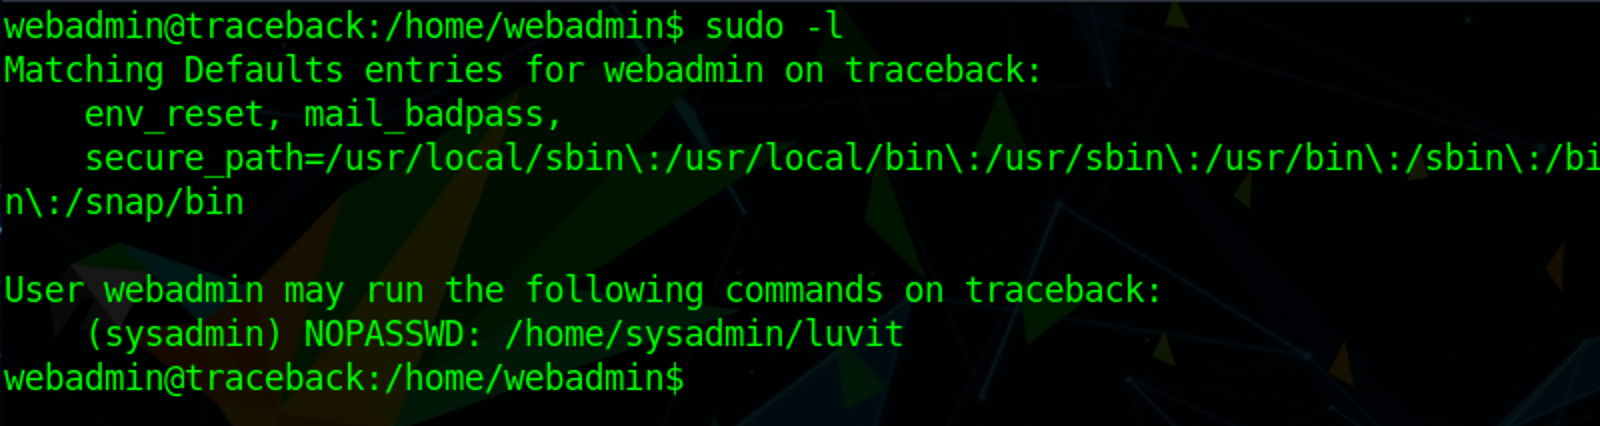 webadmin@traceback:/home/webadmin$ sudo -l
Matching Defaults entries for webadmin on traceback:
    env_reset, mail_badpass,
    secure_path=/usr/local/sbin\:/usr/local/bin\:/usr/sbin\:/usr/bin\:/sbin\:/bi
n\:/snap/bin

User webadmin may run the following commands on traceback:
    (sysadmin) NOPASSWD: /home/sysadmin/luvit
webadmin@traceback:/home/webadmin$